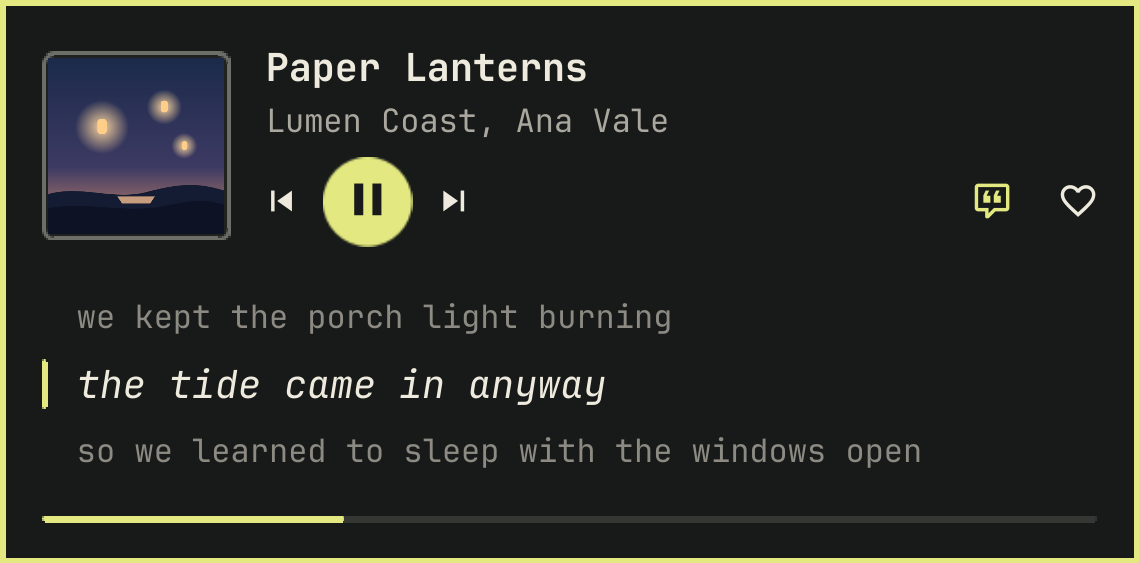 Paper Lanterns
Lumen Coast, Ana Vale
we kept the porch light burning
the tide came in anyway
so we learned to sleep with the windows open